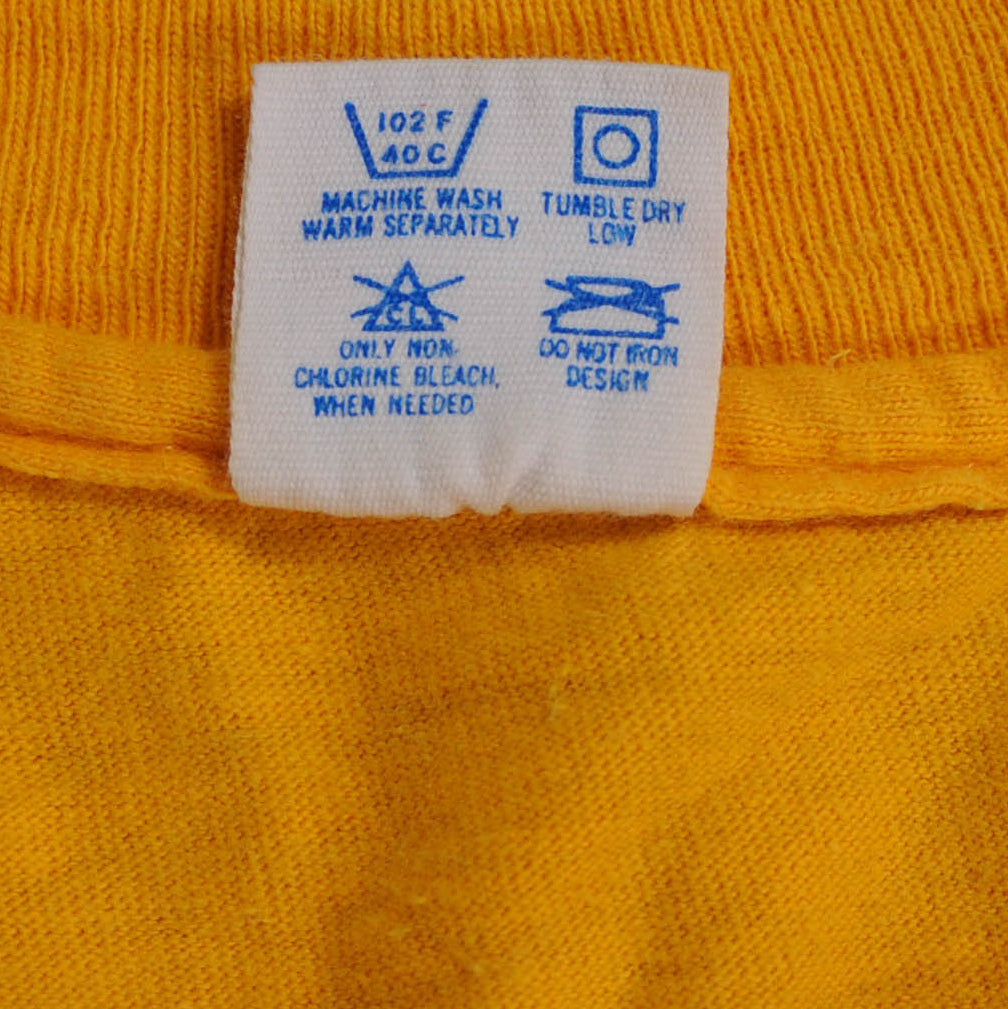 102 F
40 C
MACHINE WASH
WARM SEPARATELY
TUMBLE DRY
LOW
CL
ONLY NON-
CHLORINE BLEACH,
WHEN NEEDED
DO NOT IRON
DESIGN